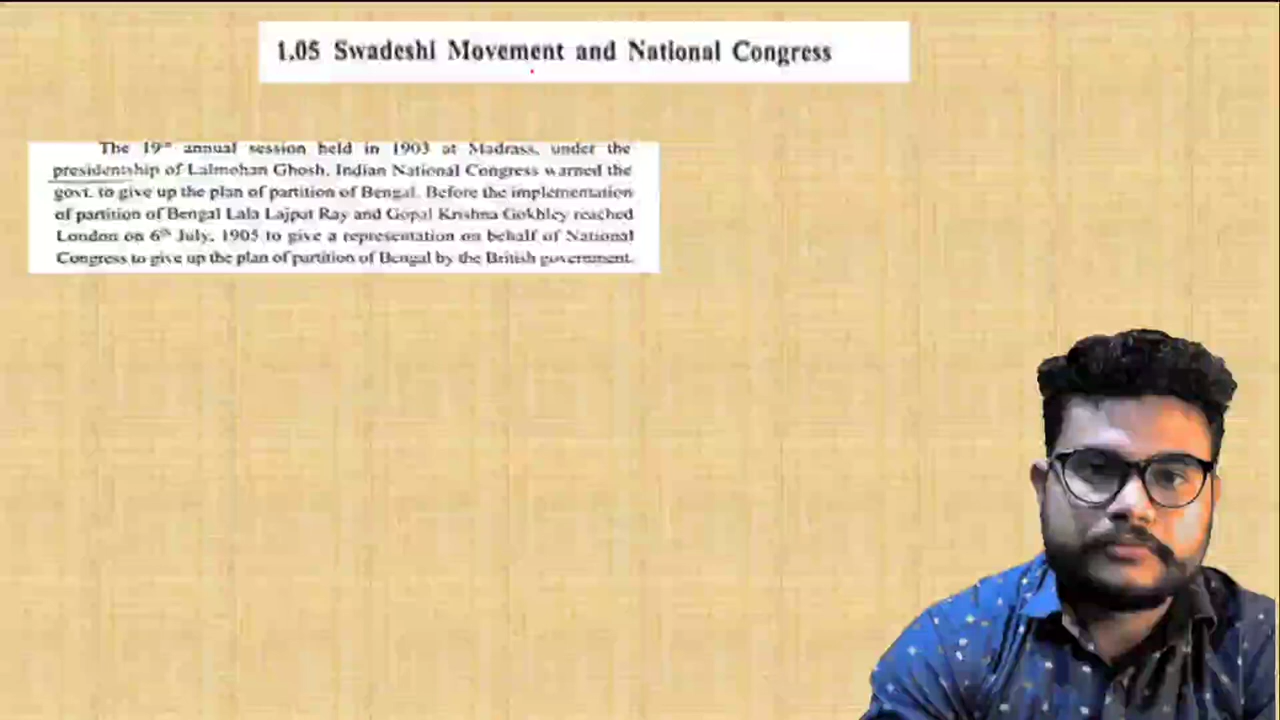 1.05 Swadeshi Movement and National Congress
The 19th annual session held in 1903 at Madrass, under the
presidentship of Lalmohan Ghosh, Indian National Congress warned the
govt. to give up the plan of partition of Bengal. Before the implementation
of partition of Bengal Lala Lajpat Ray and Gopal Krishna Gokhley reached
London on 6th July, 1905 to give a representation on behalf of National
Congress to give up the plan of partition of Bengal by the British government.